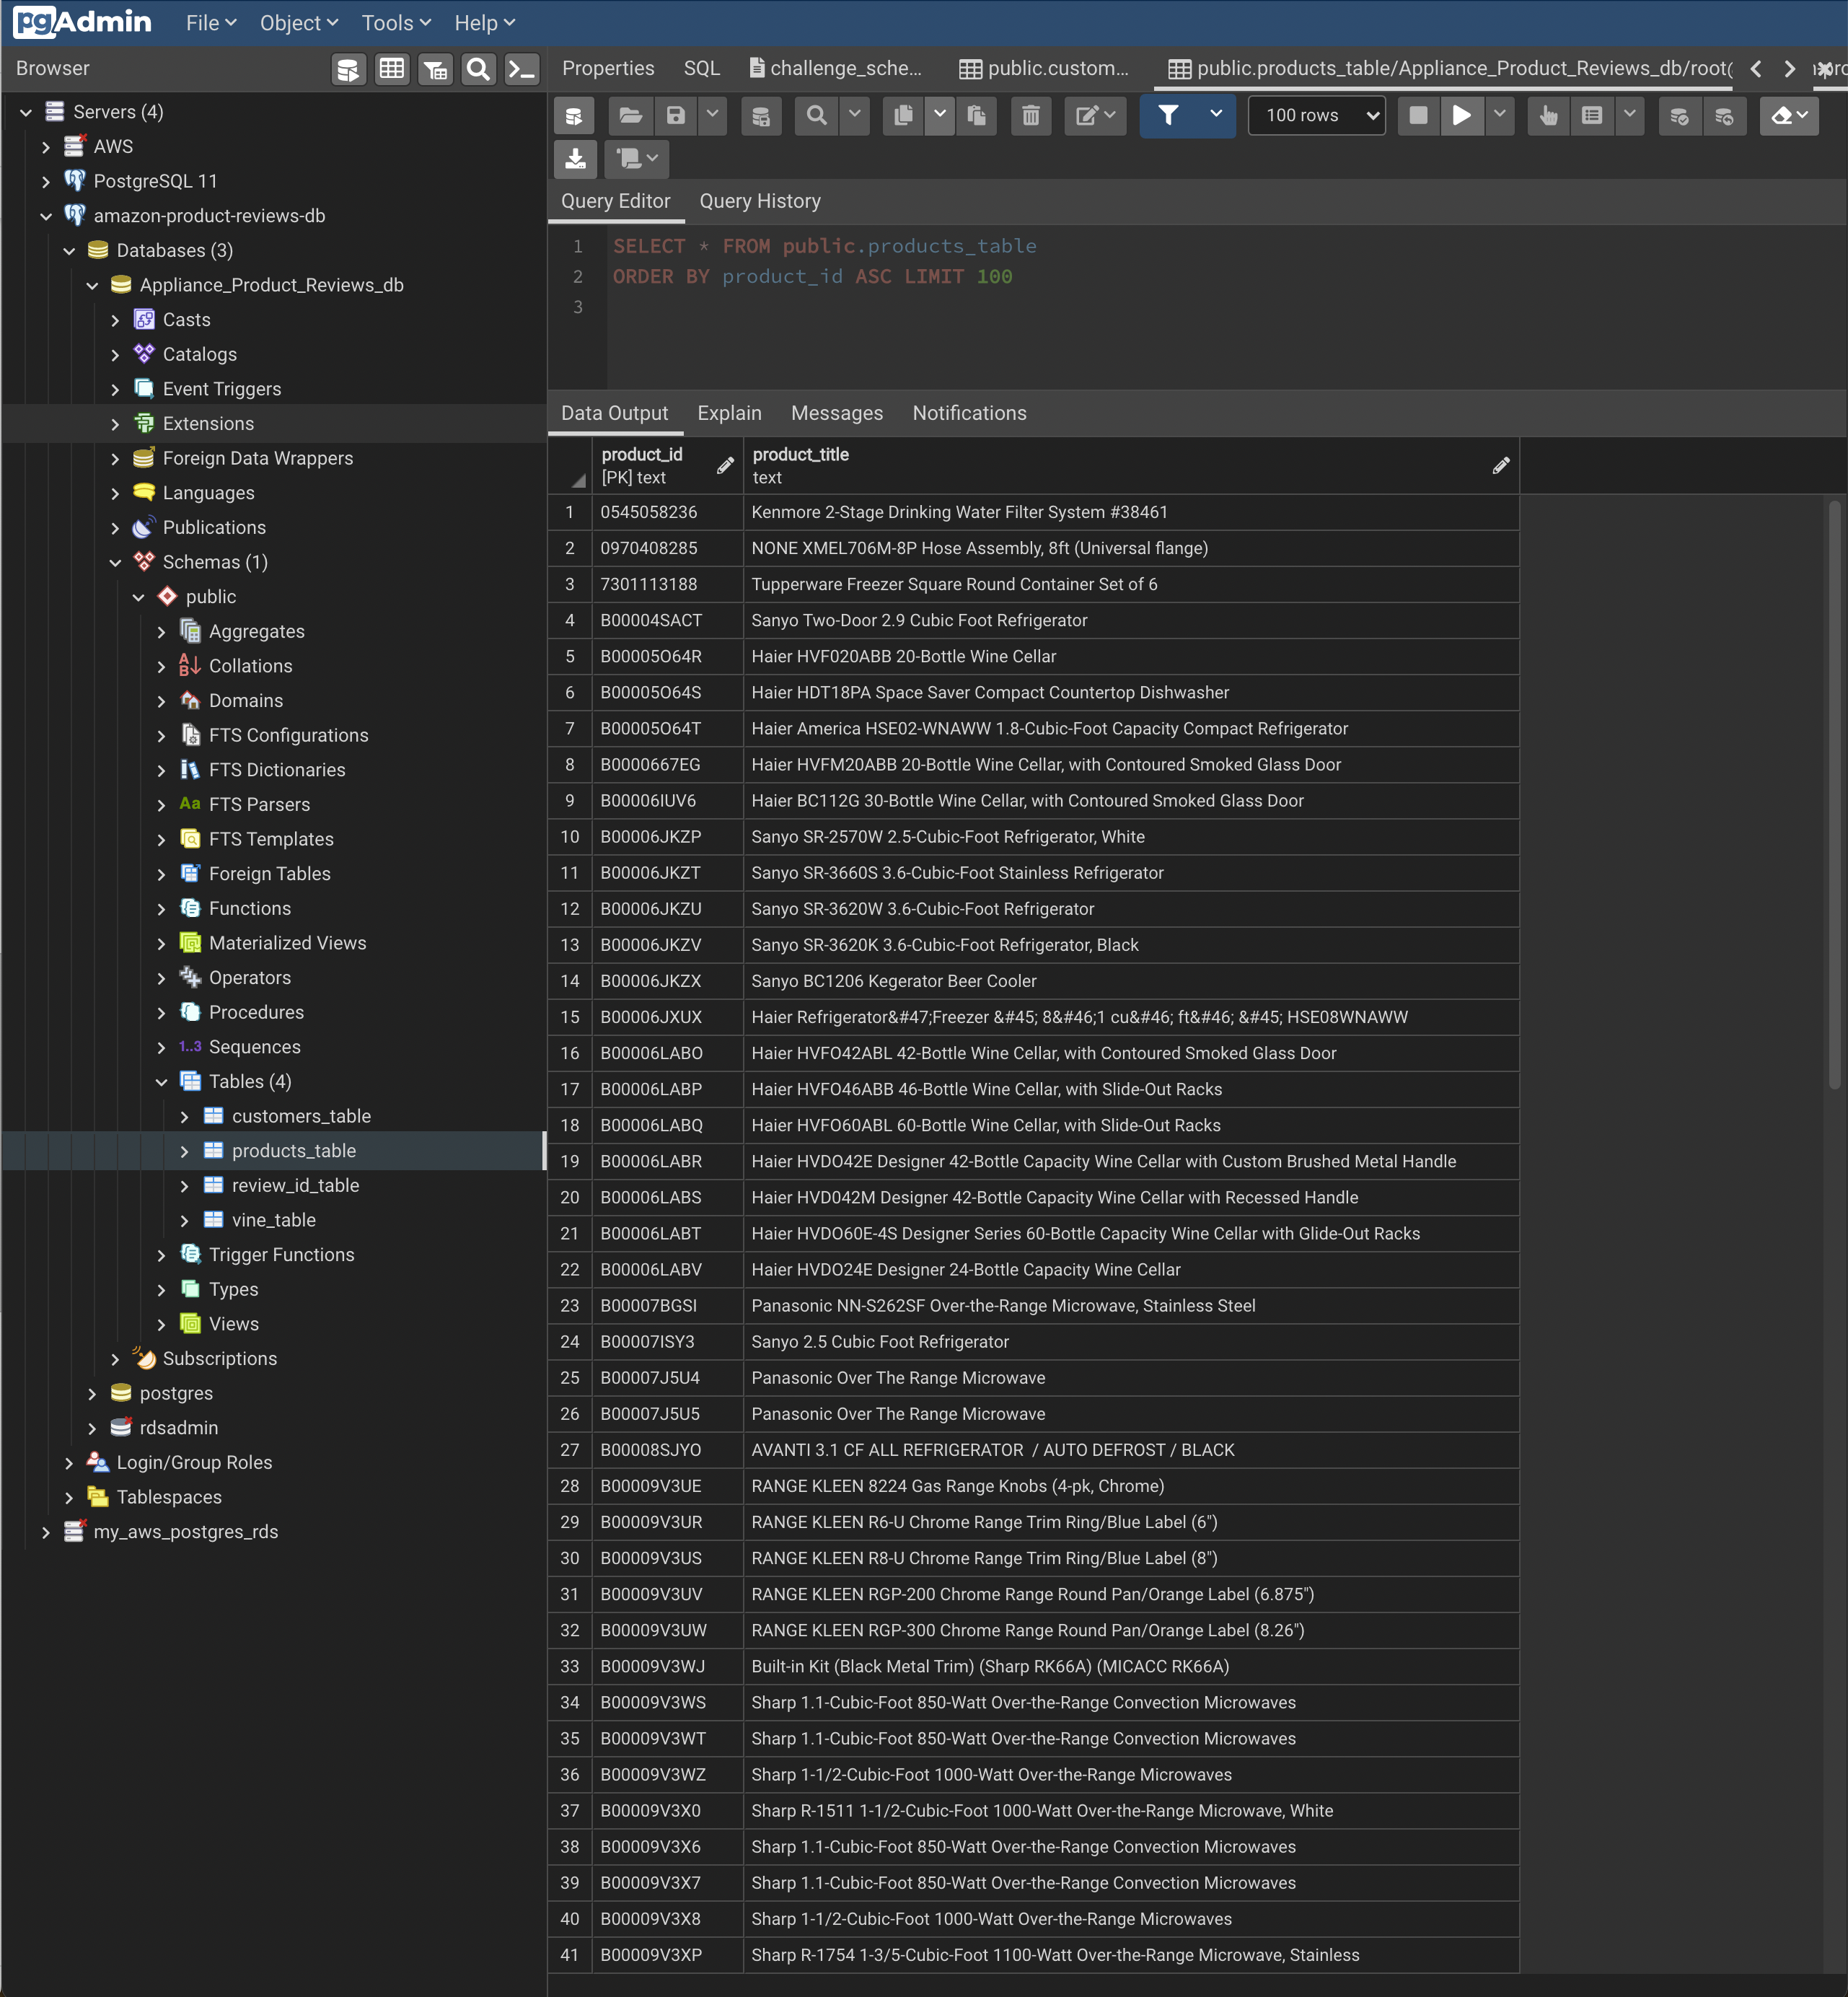 pgAdmin File Object Tools Help
Browser
Properties SQL challenge_sche... public.custom... public.products_table/Appliance_Product_Reviews_db/root(
Servers (4)
AWS
PostgreSQL 11
amazon-product-reviews-db
Databases (3)
Appliance_Product_Reviews_db
Casts
Catalogs
Event Triggers
Extensions
Foreign Data Wrappers
Languages
Publications
Schemas (1)
public
Aggregates
Collations
Domains
FTS Configurations
FTS Dictionaries
Aa FTS Parsers
FTS Templates
Foreign Tables
Functions
Materialized Views
Operators
Procedures
1..3 Sequences
Tables (4)
customers_table
products_table
review_id_table
vine_table
Trigger Functions
Types
Views
Subscriptions
postgres
rdsadmin
Login/Group Roles
Tablespaces
my_aws_postgres_rds
100 rows
Query Editor Query History
1 SELECT * FROM public.products_table
2 ORDER BY product_id ASC LIMIT 100
3
Data Output Explain Messages Notifications
product_id product_title
[PK] text text
1 0545058236 Kenmore 2-Stage Drinking Water Filter System #38461
2 0970408285 NONE XMEL706M-8P Hose Assembly, 8ft (Universal flange)
3 7301113188 Tupperware Freezer Square Round Container Set of 6
4 B00004SACT Sanyo Two-Door 2.9 Cubic Foot Refrigerator
5 B00005O64R Haier HVF020ABB 20-Bottle Wine Cellar
6 B00005O64S Haier HDT18PA Space Saver Compact Countertop Dishwasher
7 B00005O64T Haier America HSE02-WNAWW 1.8-Cubic-Foot Capacity Compact Refrigerator
8 B0000667EG Haier HVFM20ABB 20-Bottle Wine Cellar, with Contoured Smoked Glass Door
9 B00006IUV6 Haier BC112G 30-Bottle Wine Cellar, with Contoured Smoked Glass Door
10 B00006JKZP Sanyo SR-2570W 2.5-Cubic-Foot Refrigerator, White
11 B00006JKZT Sanyo SR-3660S 3.6-Cubic-Foot Stainless Refrigerator
12 B00006JKZU Sanyo SR-3620W 3.6-Cubic-Foot Refrigerator
13 B00006JKZV Sanyo SR-3620K 3.6-Cubic-Foot Refrigerator, Black
14 B00006JKZX Sanyo BC1206 Kegerator Beer Cooler
15 B00006JXUX Haier Refrigerator&#47;Freezer &#45; 8&#46;1 cu&#46; ft&#46; &#45; HSE08WNAWW
16 B00006LABO Haier HVFO42ABL 42-Bottle Wine Cellar, with Contoured Smoked Glass Door
17 B00006LABP Haier HVFO46ABB 46-Bottle Wine Cellar, with Slide-Out Racks
18 B00006LABQ Haier HVFO60ABL 60-Bottle Wine Cellar, with Slide-Out Racks
19 B00006LABR Haier HVDO42E Designer 42-Bottle Capacity Wine Cellar with Custom Brushed Metal Handle
20 B00006LABS Haier HVD042M Designer 42-Bottle Capacity Wine Cellar with Recessed Handle
21 B00006LABT Haier HVDO60E-4S Designer Series 60-Bottle Capacity Wine Cellar with Glide-Out Racks
22 B00006LABV Haier HVDO24E Designer 24-Bottle Capacity Wine Cellar
23 B00007BGSI Panasonic NN-S262SF Over-the-Range Microwave, Stainless Steel
24 B00007ISY3 Sanyo 2.5 Cubic Foot Refrigerator
25 B00007J5U4 Panasonic Over The Range Microwave
26 B00007J5U5 Panasonic Over The Range Microwave
27 B00008SJYO AVANTI 3.1 CF ALL REFRIGERATOR / AUTO DEFROST / BLACK
28 B00009V3UE RANGE KLEEN 8224 Gas Range Knobs (4-pk, Chrome)
29 B00009V3UR RANGE KLEEN R6-U Chrome Range Trim Ring/Blue Label (6")
30 B00009V3US RANGE KLEEN R8-U Chrome Range Trim Ring/Blue Label (8")
31 B00009V3UV RANGE KLEEN RGP-200 Chrome Range Round Pan/Orange Label (6.875")
32 B00009V3UW RANGE KLEEN RGP-300 Chrome Range Round Pan/Orange Label (8.26")
33 B00009V3WJ Built-in Kit (Black Metal Trim) (Sharp RK66A) (MICACC RK66A)
34 B00009V3WS Sharp 1.1-Cubic-Foot 850-Watt Over-the-Range Convection Microwaves
35 B00009V3WT Sharp 1.1-Cubic-Foot 850-Watt Over-the-Range Convection Microwaves
36 B00009V3WZ Sharp 1-1/2-Cubic-Foot 1000-Watt Over-the-Range Microwaves
37 B00009V3X0 Sharp R-1511 1-1/2-Cubic-Foot 1000-Watt Over-the-Range Microwave, White
38 B00009V3X6 Sharp 1.1-Cubic-Foot 850-Watt Over-the-Range Convection Microwaves
39 B00009V3X7 Sharp 1.1-Cubic-Foot 850-Watt Over-the-Range Convection Microwaves
40 B00009V3X8 Sharp 1-1/2-Cubic-Foot 1000-Watt Over-the-Range Microwaves
41 B00009V3XP Sharp R-1754 1-3/5-Cubic-Foot 1100-Watt Over-the-Range Microwave, Stainless